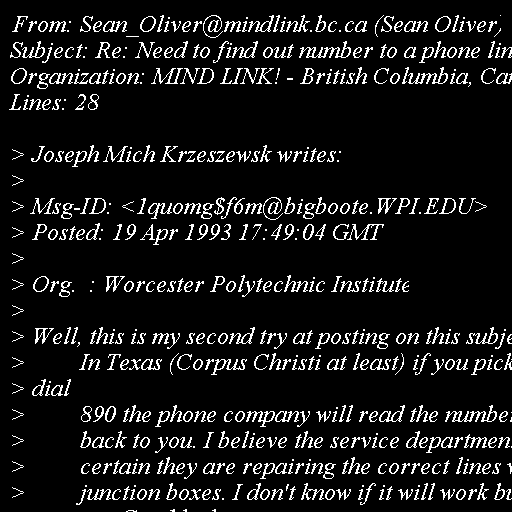 From: Sean_Oliver@mindlink.bc.ca (Sean Oliver)
Subject: Re: Need to find out number to a phone
Organization: MIND LINK! - British Columbia,
Lines: 28
> Joseph Mich Krzeszewsk writes:
>
> Msg-ID: <1quomg$f6m@bigboote.WPI.EDU>
> Posted: 19 Apr 1993 17:49:04 GMT
>
> Org.  : Worcester Polytechnic Institute
>
> Well, this is my second try at posting on this
>         In Texas (Corpus Christi at least) if you pick
> dial
>         890 the phone company will read the number
>         back to you. I believe the service
>         certain they are repairing the correct lines
>         junction boxes. I don't know if it will work